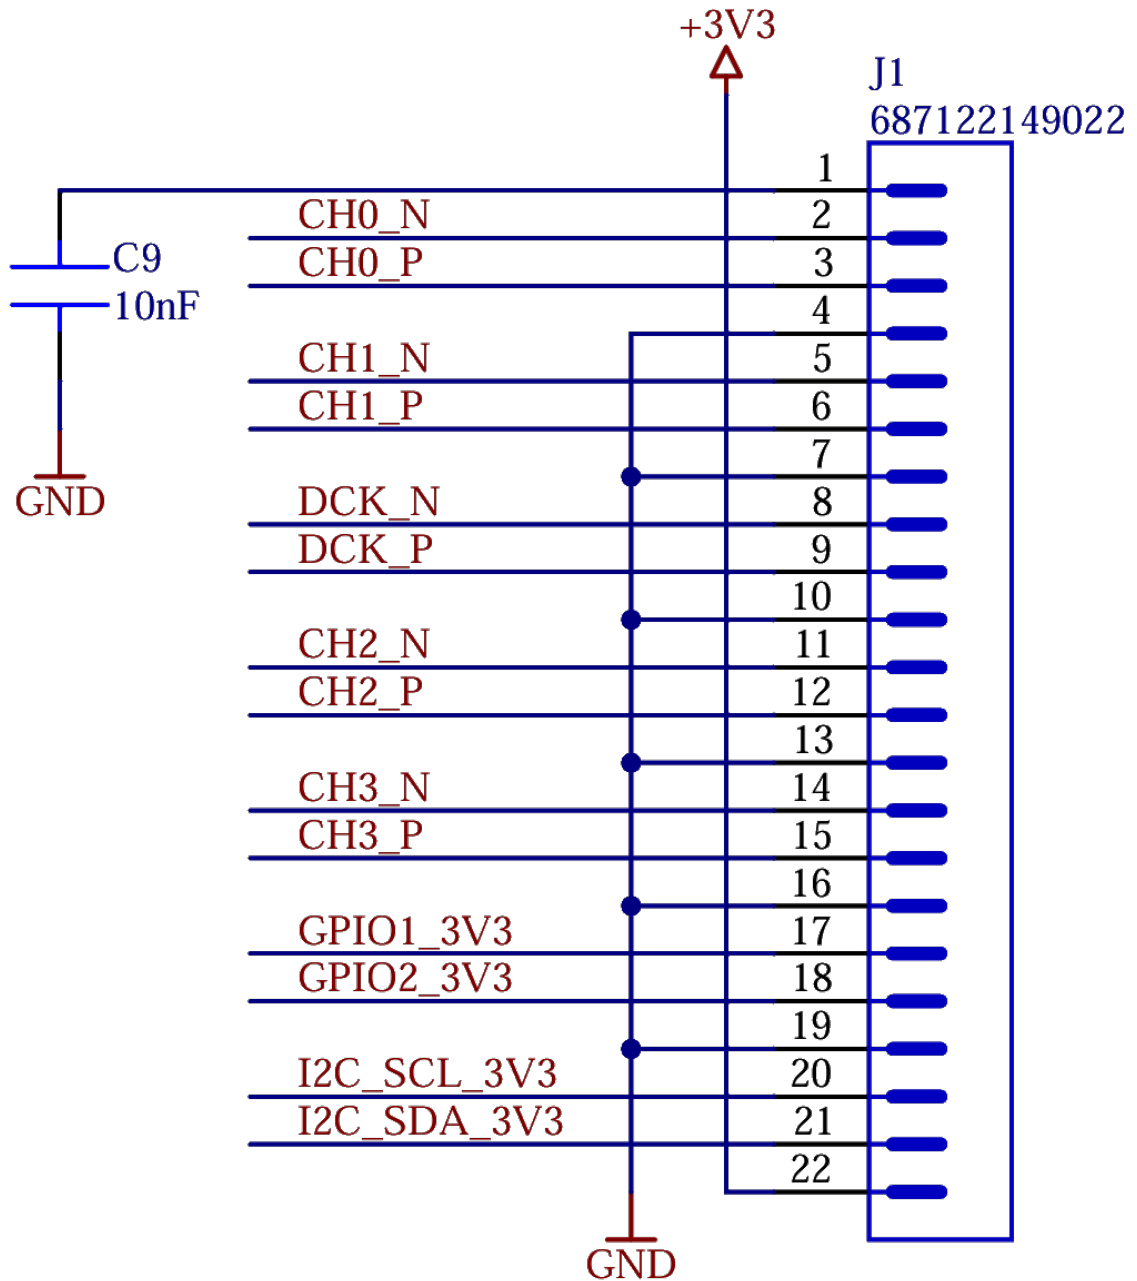 +3V3
J1
687122149022
1
CH0_N 2
C9 CH0_P 3
10nF 4
CH1_N 5
CH1_P 6
7
GND DCK_N 8
DCK_P 9
10
CH2_N 11
CH2_P 12
13
CH3_N 14
CH3_P 15
16
GPIO1_3V3 17
GPIO2_3V3 18
19
I2C_SCL_3V3 20
I2C_SDA_3V3 21
22
GND